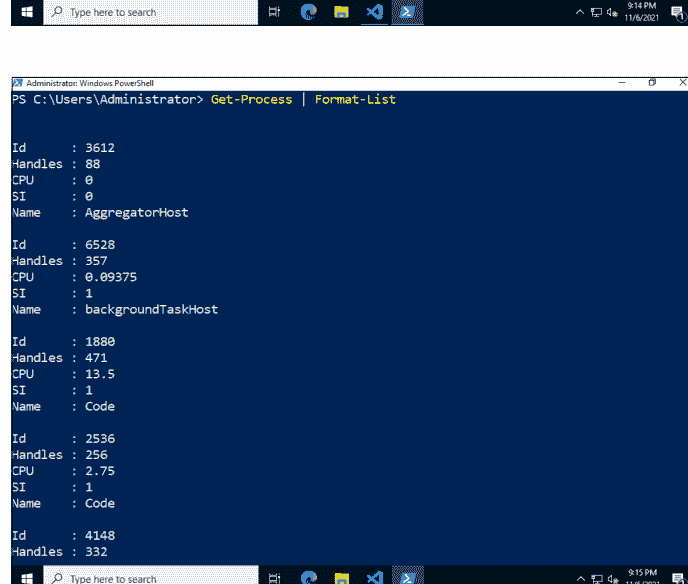 Type here to search
9:14 PM
11/6/2021
Administrator: Windows PowerShell
PS C:\Users\Administrator> Get-Process | Format-List
Id : 3612
Handles : 88
CPU : 0
SI : 0
Name : AggregatorHost
Id : 6528
Handles : 357
CPU : 0.09375
SI : 1
Name : backgroundTaskHost
Id : 1880
Handles : 471
CPU : 13.5
SI : 1
Name : Code
Id : 2536
Handles : 256
CPU : 2.75
SI : 1
Name : Code
Id : 4148
Handles : 332
Type here to search
9:15 PM
11/6/2021